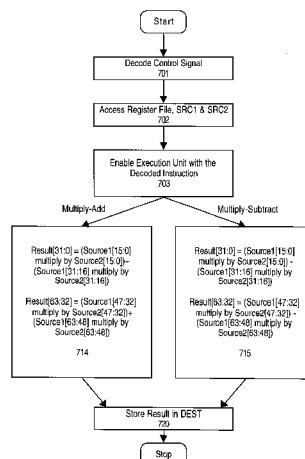 Start
Decode Control Signal
701
Access Register File, SRC1 & SRC2
702
Enable Execution Unit with the
Decoded Instruction
703
Multiply-Add
Multiply-Subtract
Result[31:0] = (Source1[15:0]
multiply by Source2[15:0])+
(Source1[31:16] multiply by
Source2[31:16])
Result[63:32] = (Source1[47:32]
multiply by Source2[47:32])+
(Source1[63:48] multiply by
Source2[63:48])
714
Result[31:0] = (Source1[15:0]
multiply by Source2[15:0]) -
(Source1[31:16] multiply by
Source2[31:16])
Result[63:32] = (Source1[47:32]
multiply by Source2[47:32]) -
(Source1[63:48] multiply by
Source2[63:48])
715
Store Result in DEST
720
Stop